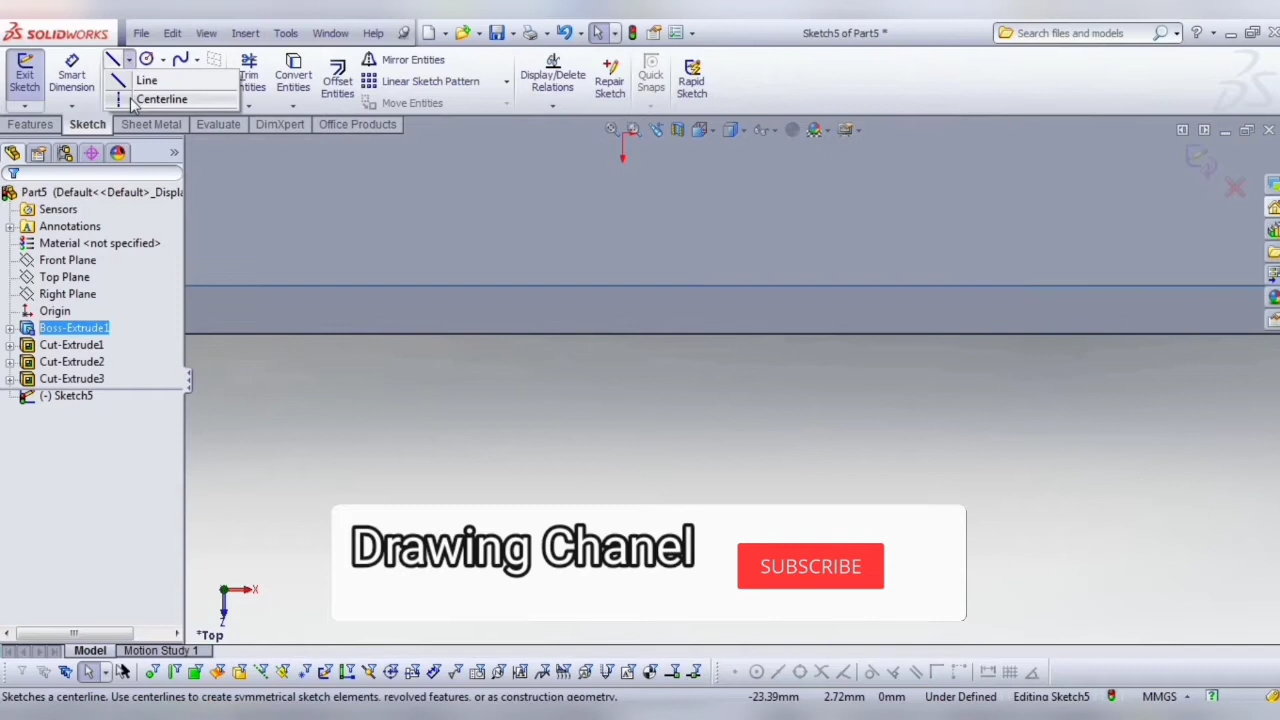 SOLIDWORKS File Edit View Insert Tools Window Help Sketch5 of Part5 * Search files and models
Exit Sketch
Smart Dimension
Line
Centerline
Trim Entities
Convert Entities
Offset Entities
Mirror Entities
Linear Sketch Pattern
Move Entities
Display/Delete Relations
Repair Sketch
Quick Snaps
Rapid Sketch
Features Sketch Sheet Metal Evaluate DimXpert Office Products
Part5 (Default<<Default>_Displa
Sensors
Annotations
Material <not specified>
Front Plane
Top Plane
Right Plane
Origin
Boss-Extrude1
Cut-Extrude1
Cut-Extrude2
Cut-Extrude3
(-) Sketch5
Drawing Chanel
SUBSCRIBE
X
Z
*Top
Model Motion Study 1
Sketches a centerline. Use centerlines to create symmetrical sketch elements, revolved features, or as construction geometry. -23.39mm 2.72mm 0mm Under Defined Editing Sketch5 MMGS